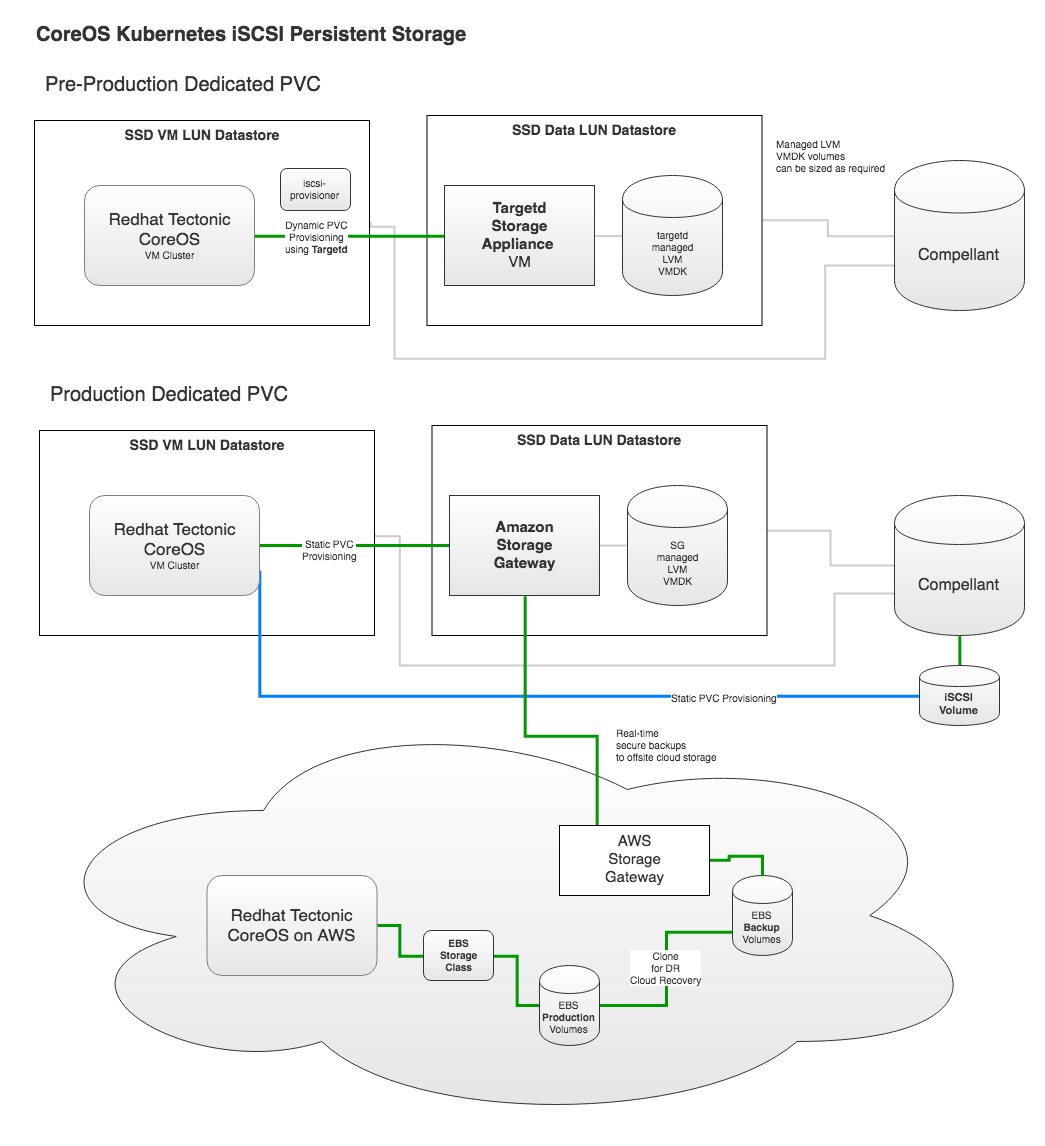 CoreOS Kubernetes iSCSI Persistent Storage
Pre-Production Dedicated PVC
SSD VM LUN Datastore
iscsi-
provisioner
Redhat Tectonic
CoreOS
VM Cluster
Dynamic PVC
Provisioning
using Targetd
SSD Data LUN Datastore
Targetd
Storage
Appliance
VM
targetd
managed
LVM
VMDK
Managed LVM
VMDK volumes
can be sized as required
Compellant
Production Dedicated PVC
SSD VM LUN Datastore
Redhat Tectonic
CoreOS
VM Cluster
Static PVC
Provisioning
SSD Data LUN Datastore
Amazon
Storage
Gateway
SG
managed
LVM
VMDK
Compellant
Static PVC Provisioning
iSCSI
Volume
Real-time
secure backups
to offsite cloud storage
AWS
Storage
Gateway
Redhat Tectonic
CoreOS on AWS
EBS
Storage
Class
EBS
Production
Volumes
Clone
for DR
Cloud Recovery
EBS
Backup
Volumes